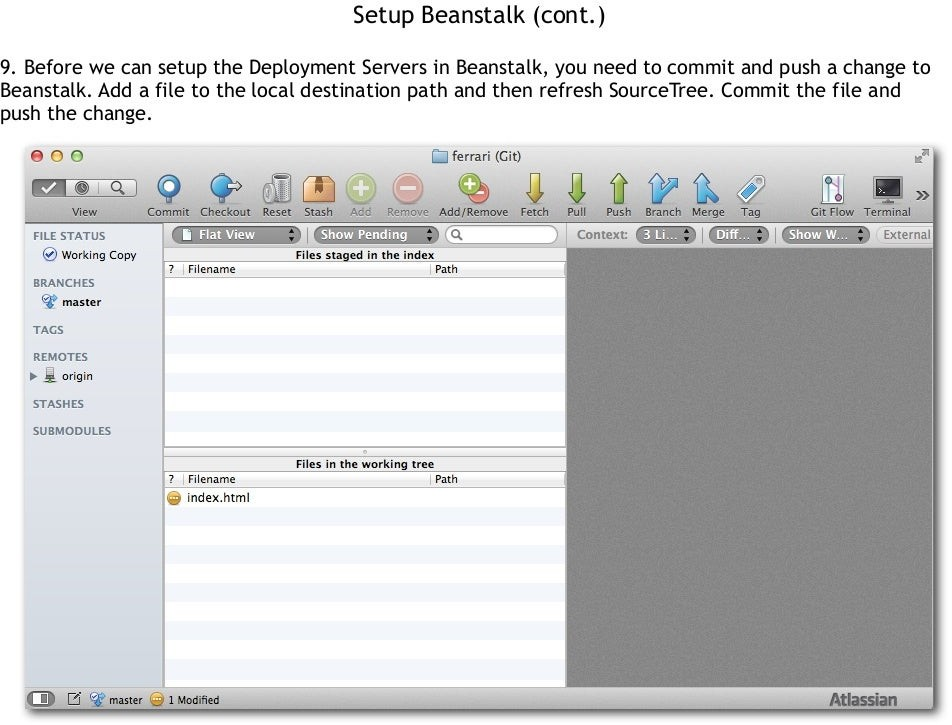 Setup Beanstalk (cont.)
9. Before we can setup the Deployment Servers in Beanstalk, you need to commit and push a change to
Beanstalk. Add a file to the local destination path and then refresh SourceTree. Commit the file and
push the change.
ferrari (Git)
View Commit Checkout Reset Stash Add Remove Add/Remove Fetch Pull Push Branch Merge Tag Git Flow Terminal
FILE STATUS
Working Copy
BRANCHES
master
TAGS
REMOTES
origin
STASHES
SUBMODULES
Flat View Show Pending Context: 3 Li... Diff... Show W... External
Files staged in the index
? Filename Path
Files in the working tree
? Filename Path
index.html
master 1 Modified Atlassian